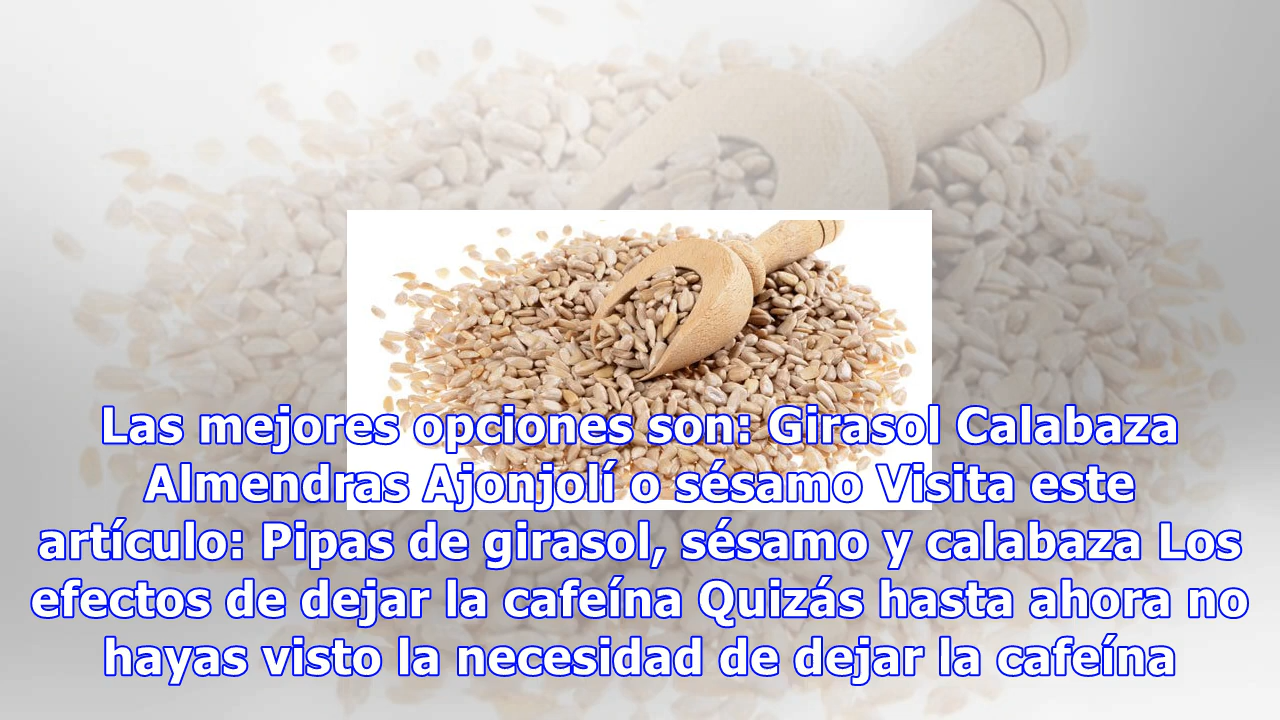 Las mejores opciones son: Girasol Calabaza
Almendras Ajonjolí o sésamo Visita este
artículo: Pipas de girasol, sésamo y calabaza Los
efectos de dejar la cafeína Quizás hasta ahora no
hayas visto la necesidad de dejar la cafeína